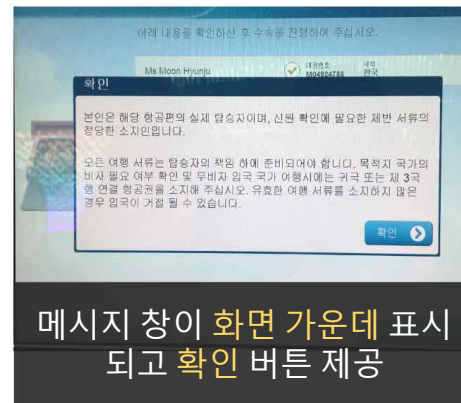 아래 내용을 확인하신 후 수속을 진행하여 주십시오.
Ms Moon Hyunju
여권번호
M04924788
국적
한국
확인
본인은 해당 항공편의 실제 탑승자이며, 신원 확인에 필요한 제반 서류의
정당한 소지인입니다.
모든 여행 서류는 탑승자의 책임 하에 준비되어야 합니다. 목적지 국가의
비자 필요 여부 확인 및 무비자 입국 국가 여행시에는 귀국 또는 제 3국
행 연결 항공권을 소지해 주십시오. 유효한 여행 서류를 소지하지 않은
경우 입국이 거절 될 수 있습니다.
확인
메시지 창이 화면 가운데 표시
되고 확인 버튼 제공